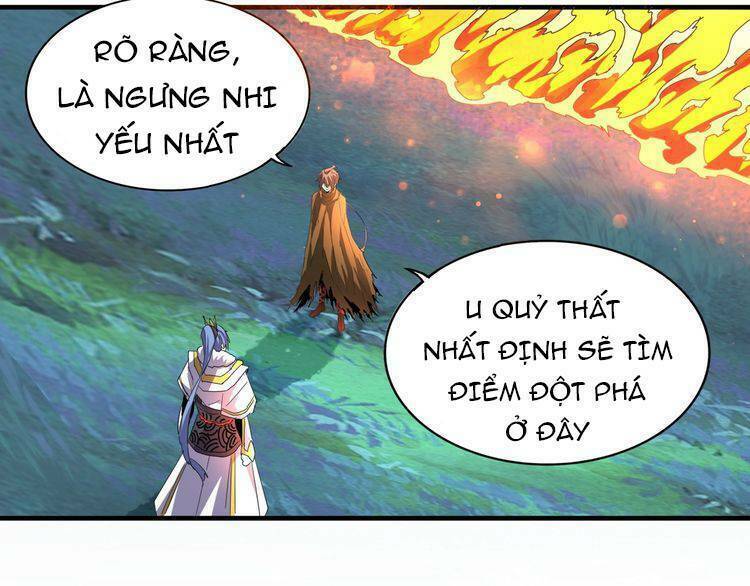 RÕ RÀNG,
LÀ NGƯNG NHI
YẾU NHẤT
U QUỶ THẤT
NHẤT ĐỊNH SẼ TÌM
ĐIỂM ĐỘT PHÁ
Ở ĐÂY